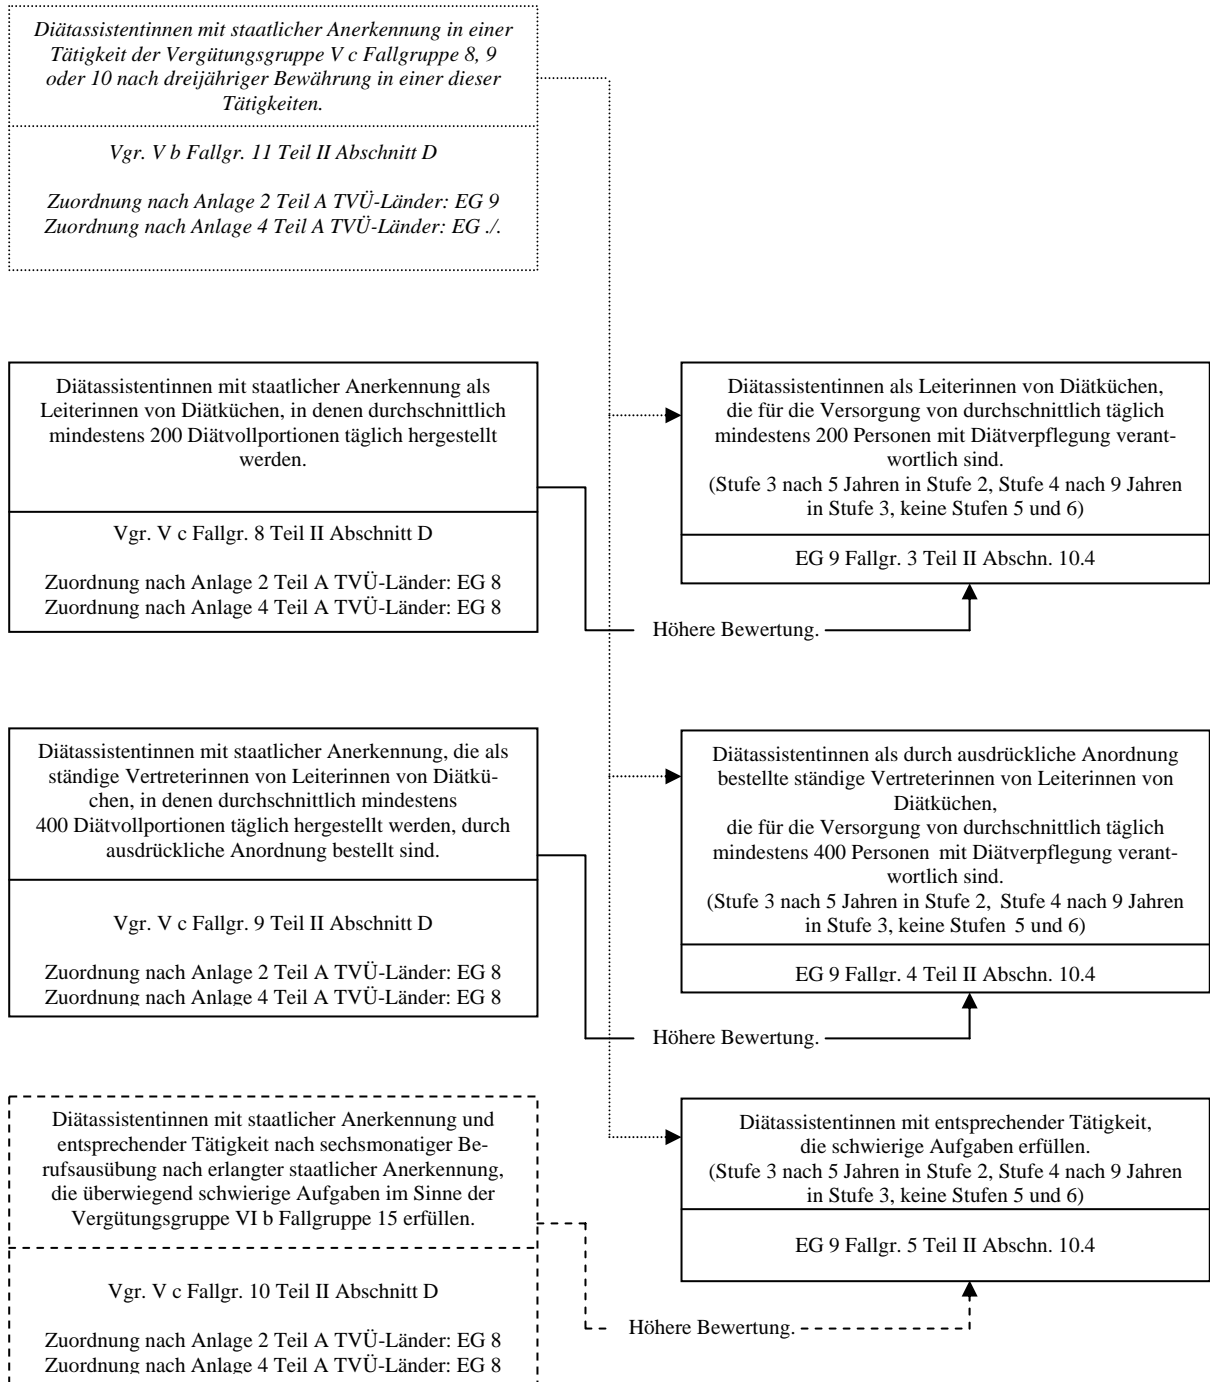 Diätassistentinnen mit staatlicher Anerkennung in einer
Tätigkeit der Vergütungsgruppe V c Fallgruppe 8, 9
oder 10 nach dreijähriger Bewährung in einer dieser
Tätigkeiten.
Vgr. V b Fallgr. 11 Teil II Abschnitt D
Zuordnung nach Anlage 2 Teil A TVÜ-Länder: EG 9
Zuordnung nach Anlage 4 Teil A TVÜ-Länder: EG ./.
Diätassistentinnen mit staatlicher Anerkennung als
Leiterinnen von Diätküchen, in denen durchschnittlich
mindestens 200 Diätvollportionen täglich hergestellt
werden.
Vgr. V c Fallgr. 8 Teil II Abschnitt D
Zuordnung nach Anlage 2 Teil A TVÜ-Länder: EG 8
Zuordnung nach Anlage 4 Teil A TVÜ-Länder: EG 8
Diätassistentinnen als Leiterinnen von Diätküchen,
die für die Versorgung von durchschnittlich täglich
mindestens 200 Personen mit Diätverpflegung verant-
wortlich sind.
(Stufe 3 nach 5 Jahren in Stufe 2, Stufe 4 nach 9 Jahren
in Stufe 3, keine Stufen 5 und 6)
EG 9 Fallgr. 3 Teil II Abschn. 10.4
Höhere Bewertung.
Diätassistentinnen mit staatlicher Anerkennung, die als
ständige Vertreterinnen von Leiterinnen von Diätkü-
chen, in denen durchschnittlich mindestens
400 Diätvollportionen täglich hergestellt werden, durch
ausdrückliche Anordnung bestellt sind.
Vgr. V c Fallgr. 9 Teil II Abschnitt D
Zuordnung nach Anlage 2 Teil A TVÜ-Länder: EG 8
Zuordnung nach Anlage 4 Teil A TVÜ-Länder: EG 8
Diätassistentinnen als durch ausdrückliche Anordnung
bestellte ständige Vertreterinnen von Leiterinnen von
Diätküchen,
die für die Versorgung von durchschnittlich täglich
mindestens 400 Personen mit Diätverpflegung verant-
wortlich sind.
(Stufe 3 nach 5 Jahren in Stufe 2, Stufe 4 nach 9 Jahren
in Stufe 3, keine Stufen 5 und 6)
EG 9 Fallgr. 4 Teil II Abschn. 10.4
Höhere Bewertung.
Diätassistentinnen mit staatlicher Anerkennung und
entsprechender Tätigkeit nach sechsmonatiger Be-
rufsausübung nach erlangter staatlicher Anerkennung,
die überwiegend schwierige Aufgaben im Sinne der
Vergütungsgruppe VI b Fallgruppe 15 erfüllen.
Vgr. V c Fallgr. 10 Teil II Abschnitt D
Zuordnung nach Anlage 2 Teil A TVÜ-Länder: EG 8
Zuordnung nach Anlage 4 Teil A TVÜ-Länder: EG 8
Diätassistentinnen mit entsprechender Tätigkeit,
die schwierige Aufgaben erfüllen.
(Stufe 3 nach 5 Jahren in Stufe 2, Stufe 4 nach 9 Jahren
in Stufe 3, keine Stufen 5 und 6)
EG 9 Fallgr. 5 Teil II Abschn. 10.4
Höhere Bewertung.